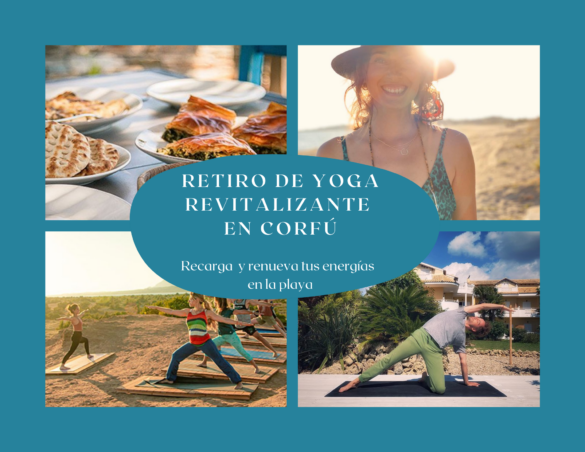 RETIRO DE YOGA
REVITALIZANTE
EN CORFÚ
Recarga y renueva tus energías
en la playa